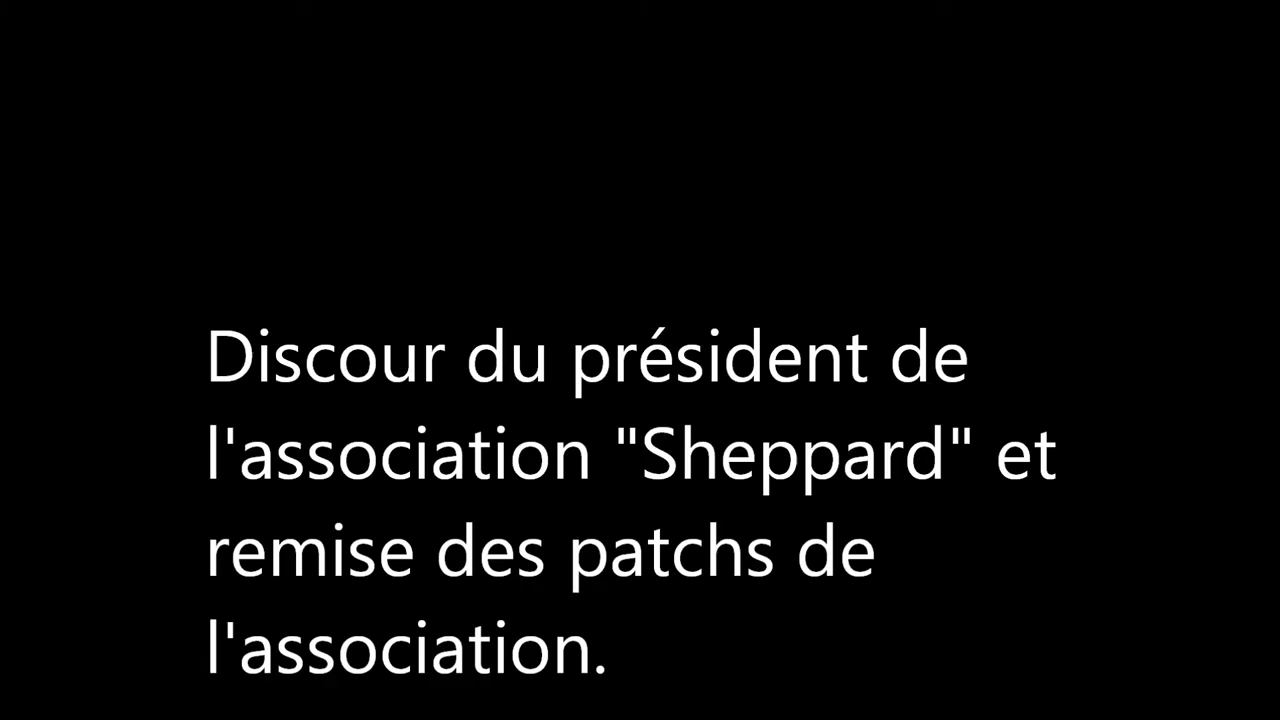 Discour du président de
l'association "Sheppard" et
remise des patchs de
l'association.